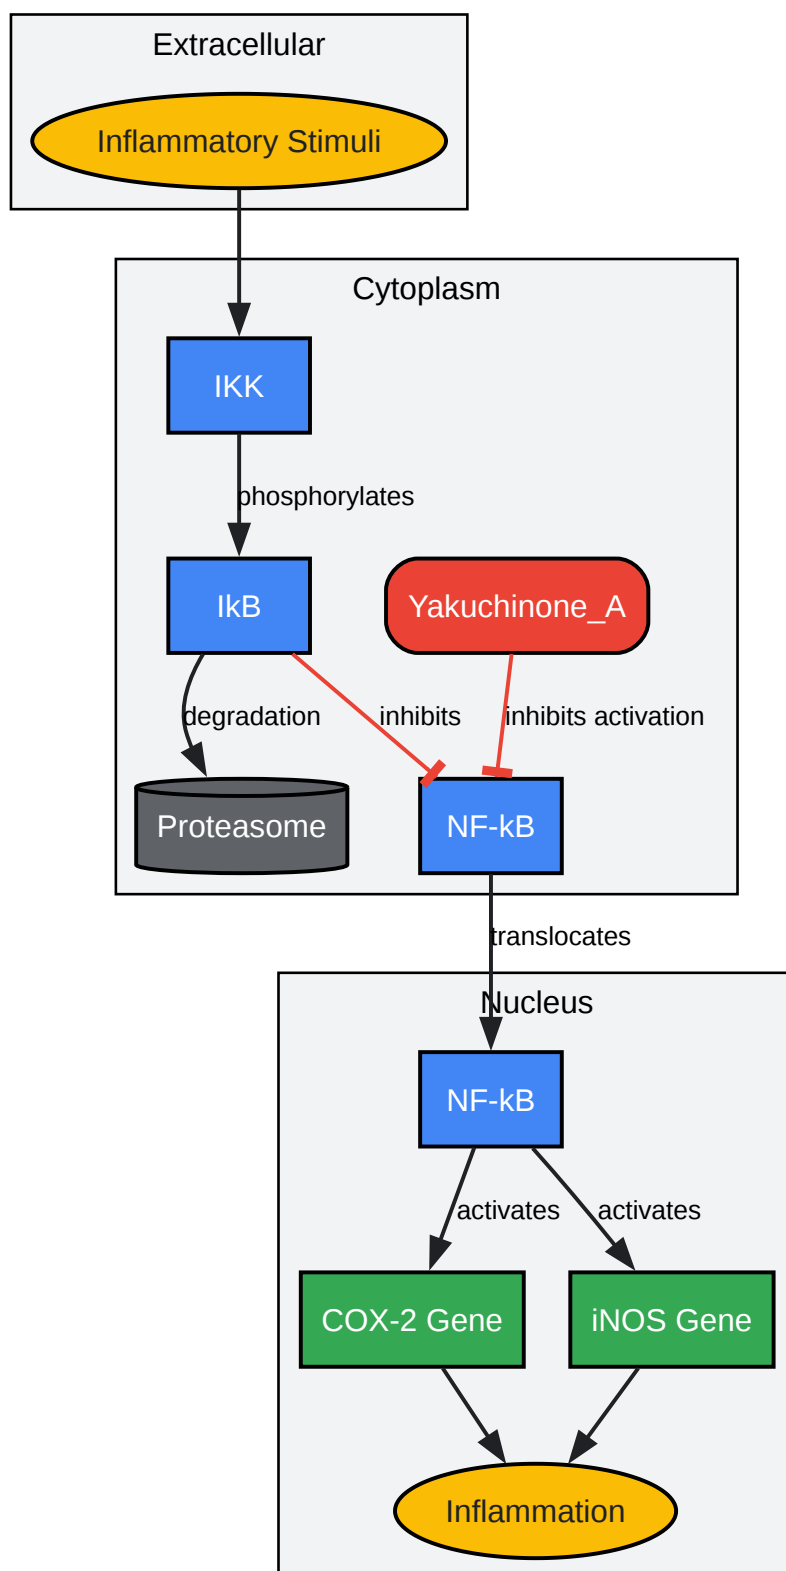 Extracellular
Inflammatory Stimuli
Cytoplasm
IKK
phosphorylates
IkB
Yakuchinone_A
degradation
inhibits
inhibits activation
Proteasome
NF-kB
translocates
Nucleus
NF-kB
activates
activates
COX-2 Gene
iNOS Gene
Inflammation